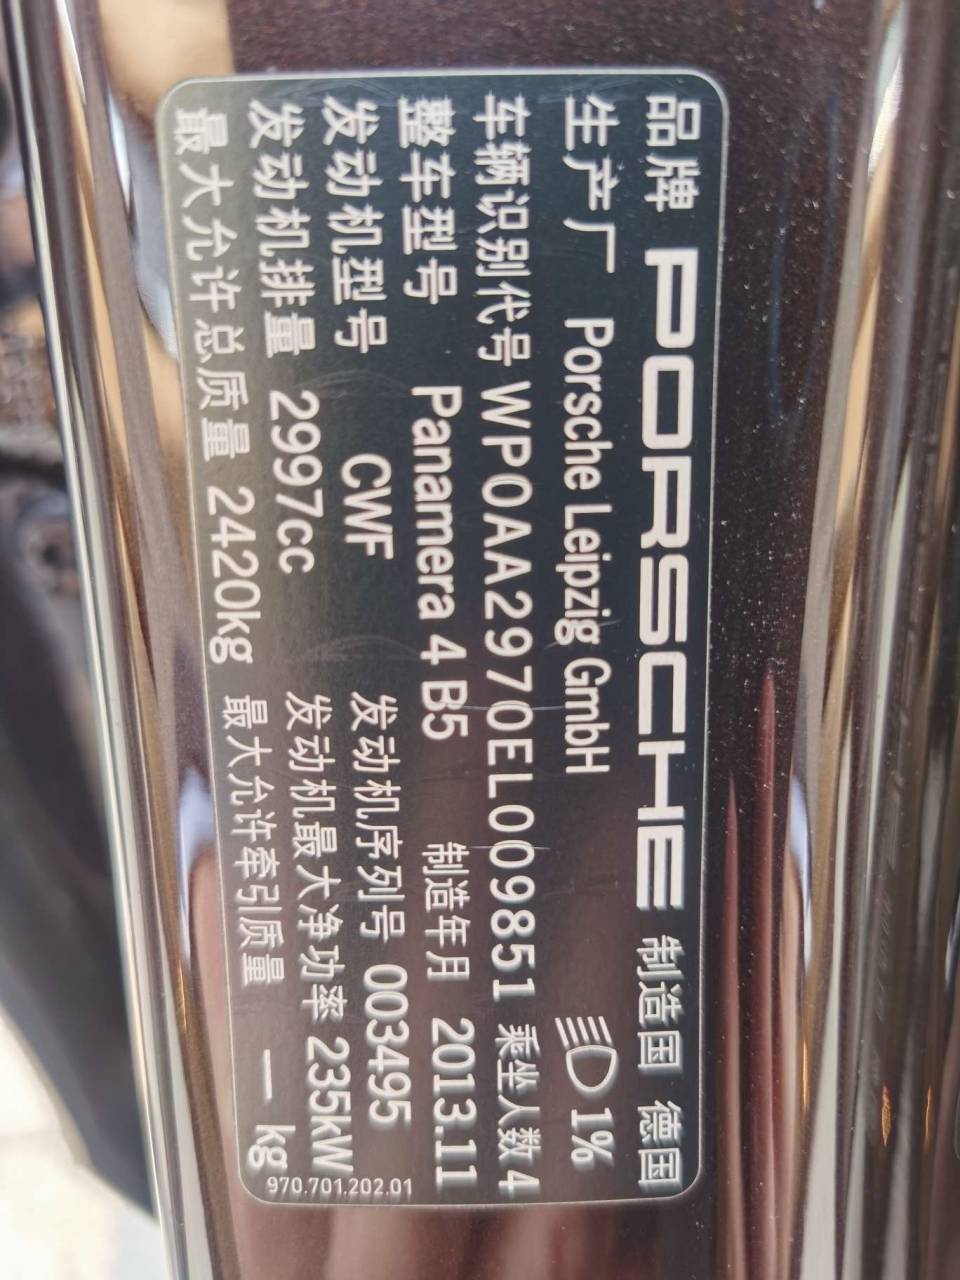 品牌 PORSCHE 制造国 德国
生产厂 Porsche Leipzig GmbH 1%
车辆识别代号 WP0AA2970EL009851 乘坐人数 4
整车型号 Panamera 4 B5 制造年月 2013.11
发动机型号 CWF 发动机序列号 003495
发动机排量 2997cc 发动机最大净功率 235kW
最大允许总质量 2420kg 最大允许牵引质量 — kg
970.701.202.01